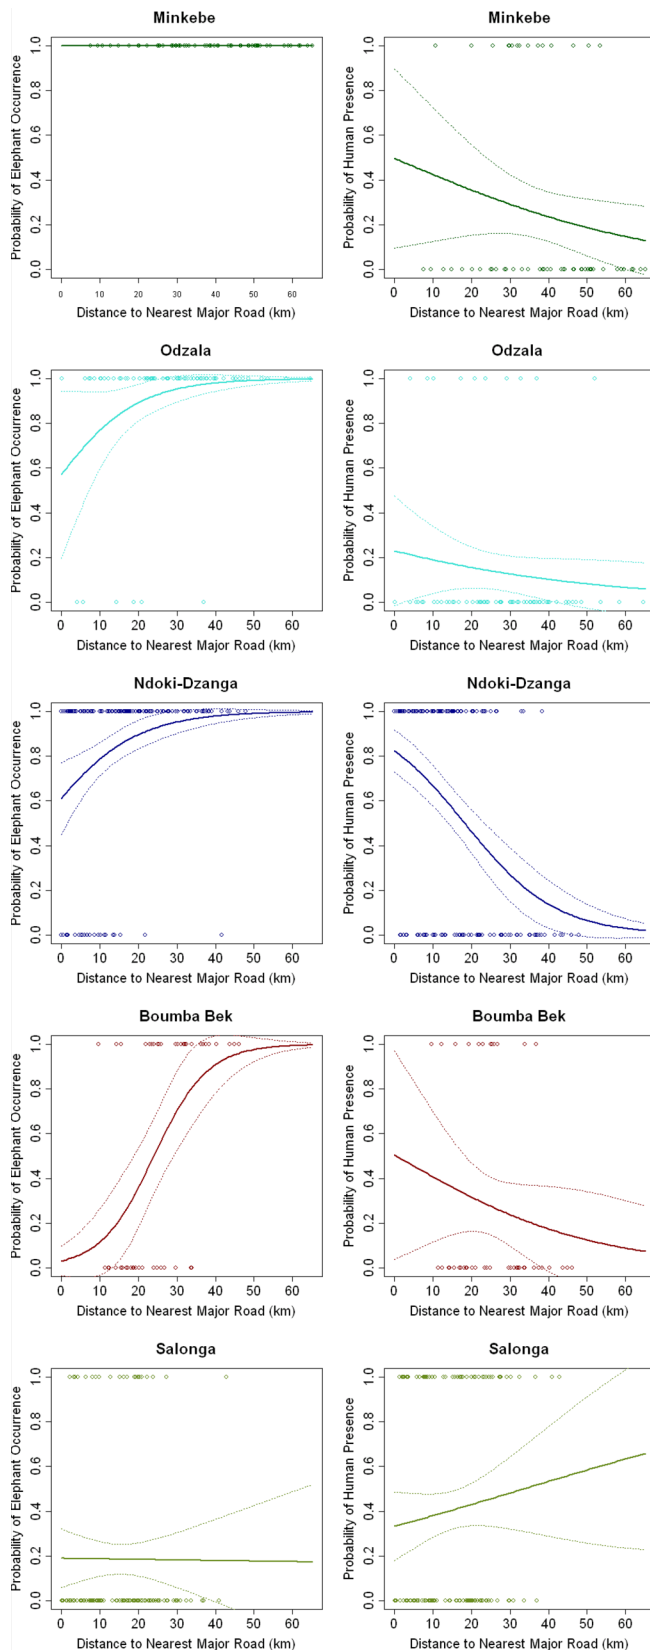 Minkebe
Minkebe
Probability of Elephant Occurrence
0.0 0.2 0.4 0.6 0.8 1.0
0 10 20 30 40 50 60
Distance to Nearest Major Road (km)
Probability of Human Presence
0.0 0.2 0.4 0.6 0.8 1.0
0 10 20 30 40 50 60
Distance to Nearest Major Road (km)
Odzala
Odzala
Probability of Elephant Occurrence
0.0 0.2 0.4 0.6 0.8 1.0
0 10 20 30 40 50 60
Distance to Nearest Major Road (km)
Probability of Human Presence
0.0 0.2 0.4 0.6 0.8 1.0
0 10 20 30 40 50 60
Distance to Nearest Major Road (km)
Ndoki-Dzanga
Ndoki-Dzanga
Probability of Elephant Occurrence
0.0 0.2 0.4 0.6 0.8 1.0
0 10 20 30 40 50 60
Distance to Nearest Major Road (km)
Probability of Human Presence
0.0 0.2 0.4 0.6 0.8 1.0
0 10 20 30 40 50 60
Distance to Nearest Major Road (km)
Boumba Bek
Boumba Bek
Probability of Elephant Occurrence
0.0 0.2 0.4 0.6 0.8 1.0
0 10 20 30 40 50 60
Distance to Nearest Major Road (km)
Probability of Human Presence
0.0 0.2 0.4 0.6 0.8 1.0
0 10 20 30 40 50 60
Distance to Nearest Major Road (km)
Salonga
Salonga
Probability of Elephant Occurrence
0.0 0.2 0.4 0.6 0.8 1.0
0 10 20 30 40 50 60
Distance to Nearest Major Road (km)
Probability of Human Presence
0.0 0.2 0.4 0.6 0.8 1.0
0 10 20 30 40 50 60
Distance to Nearest Major Road (km)